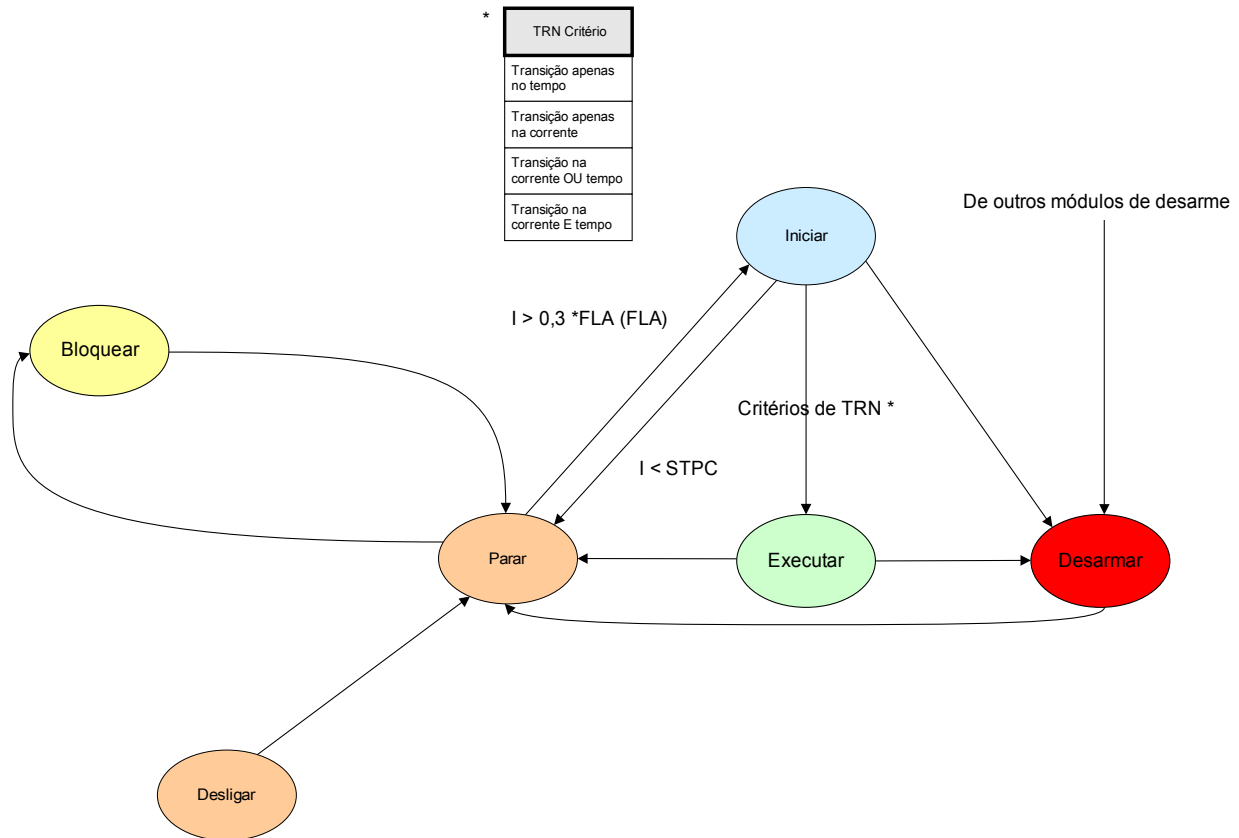 *
TRN Critério
Transição apenas
no tempo
Transição apenas
na corrente
Transição na
corrente OU tempo
Transição na
corrente E tempo
De outros módulos de desarme
Iniciar
I > 0,3 *FLA (FLA)
Bloquear
Critérios de TRN *
I < STPC
Parar
Executar
Desarmar
Desligar